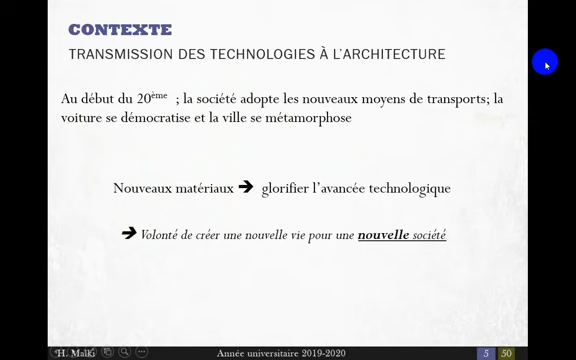 CONTEXTE
TRANSMISSION DES TECHNOLOGIES À L'ARCHITECTURE
Au début du 20ème ; la société adopte les nouveaux moyens de transports; la
voiture se démocratise et la ville se métamorphose
Nouveaux matériaux ➔ glorifier l'avancée technologique
➔ Volonté de créer une nouvelle vie pour une nouvelle société
H. Malki Année universitaire 2019-2020 5 50